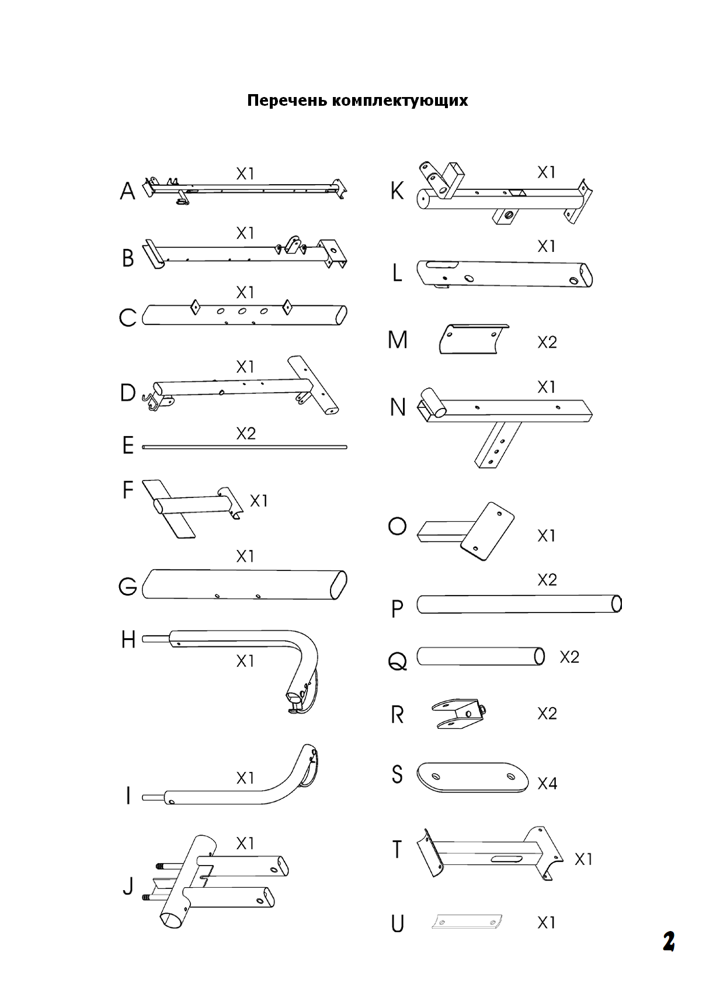 Перечень комплектующих
A X1
B X1
C X1
D X1
E X2
F X1
G X1
H X1
I X1
J X1
K X1
L X1
M X2
N X1
O X1
P X2
Q X2
R X2
S X4
T X1
U X1
2